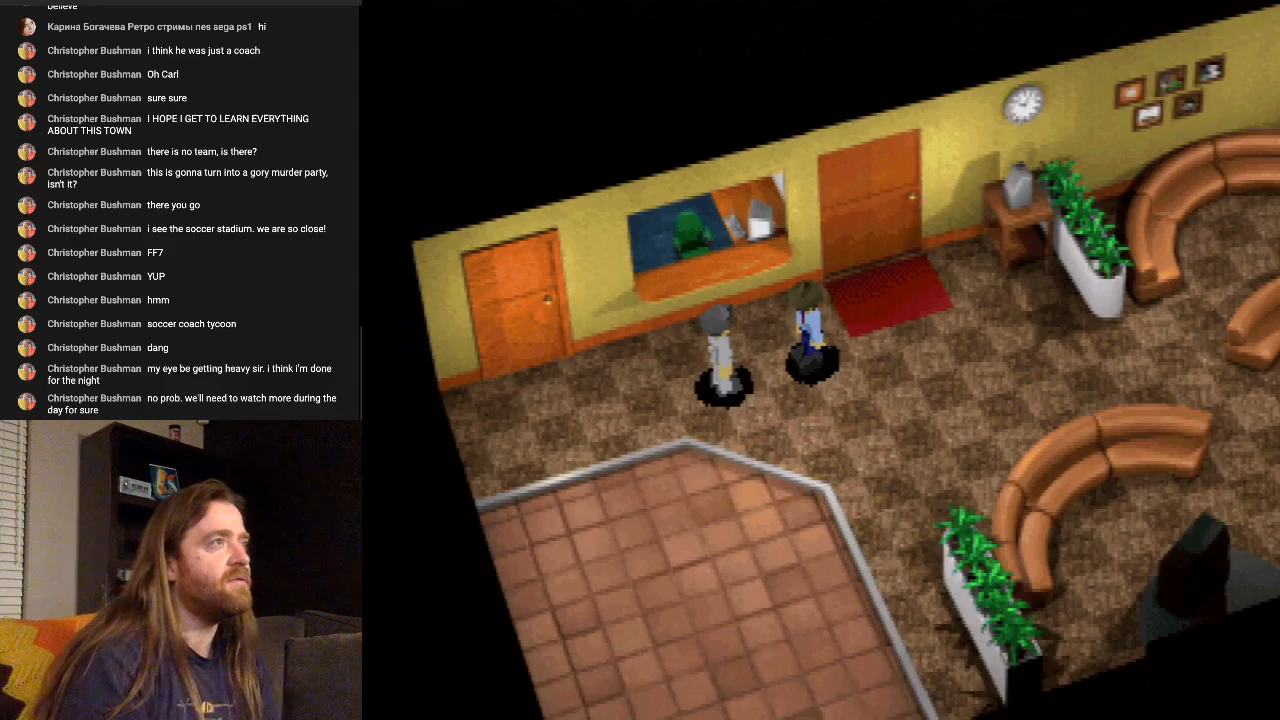 believe
Карина Богачева Ретро стримы nes sega ps1 hi
Christopher Bushman i think he was just a coach
Christopher Bushman Oh Carl
Christopher Bushman sure sure
Christopher Bushman I HOPE I GET TO LEARN EVERYTHING
ABOUT THIS TOWN
Christopher Bushman there is no team, is there?
Christopher Bushman this is gonna turn into a gory murder party,
isn't it?
Christopher Bushman there you go
Christopher Bushman i see the soccer stadium. we are so close!
Christopher Bushman FF7
Christopher Bushman YUP
Christopher Bushman hmm
Christopher Bushman soccer coach tycoon
Christopher Bushman dang
Christopher Bushman my eye be getting heavy sir. i think i'm done
for the night
Christopher Bushman no prob. we'll need to watch more during the
day for sure